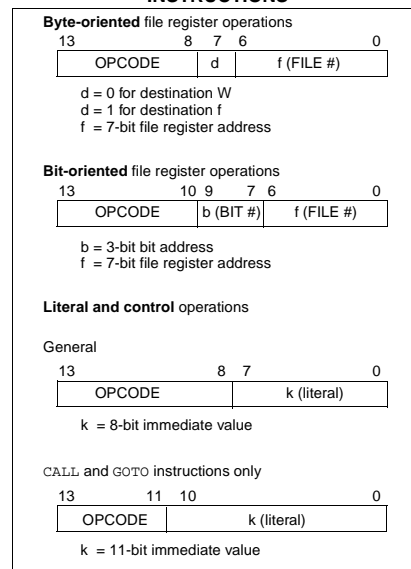 INSTRUCTIONS
Byte-oriented file register operations
13 8 7 6 0
OPCODE d f (FILE #)
d = 0 for destination W
d = 1 for destination f
f = 7-bit file register address
Bit-oriented file register operations
13 10 9 7 6 0
OPCODE b (BIT #) f (FILE #)
b = 3-bit bit address
f = 7-bit file register address
Literal and control operations
General
13 8 7 0
OPCODE k (literal)
k = 8-bit immediate value
CALL and GOTO instructions only
13 11 10 0
OPCODE k (literal)
k = 11-bit immediate value